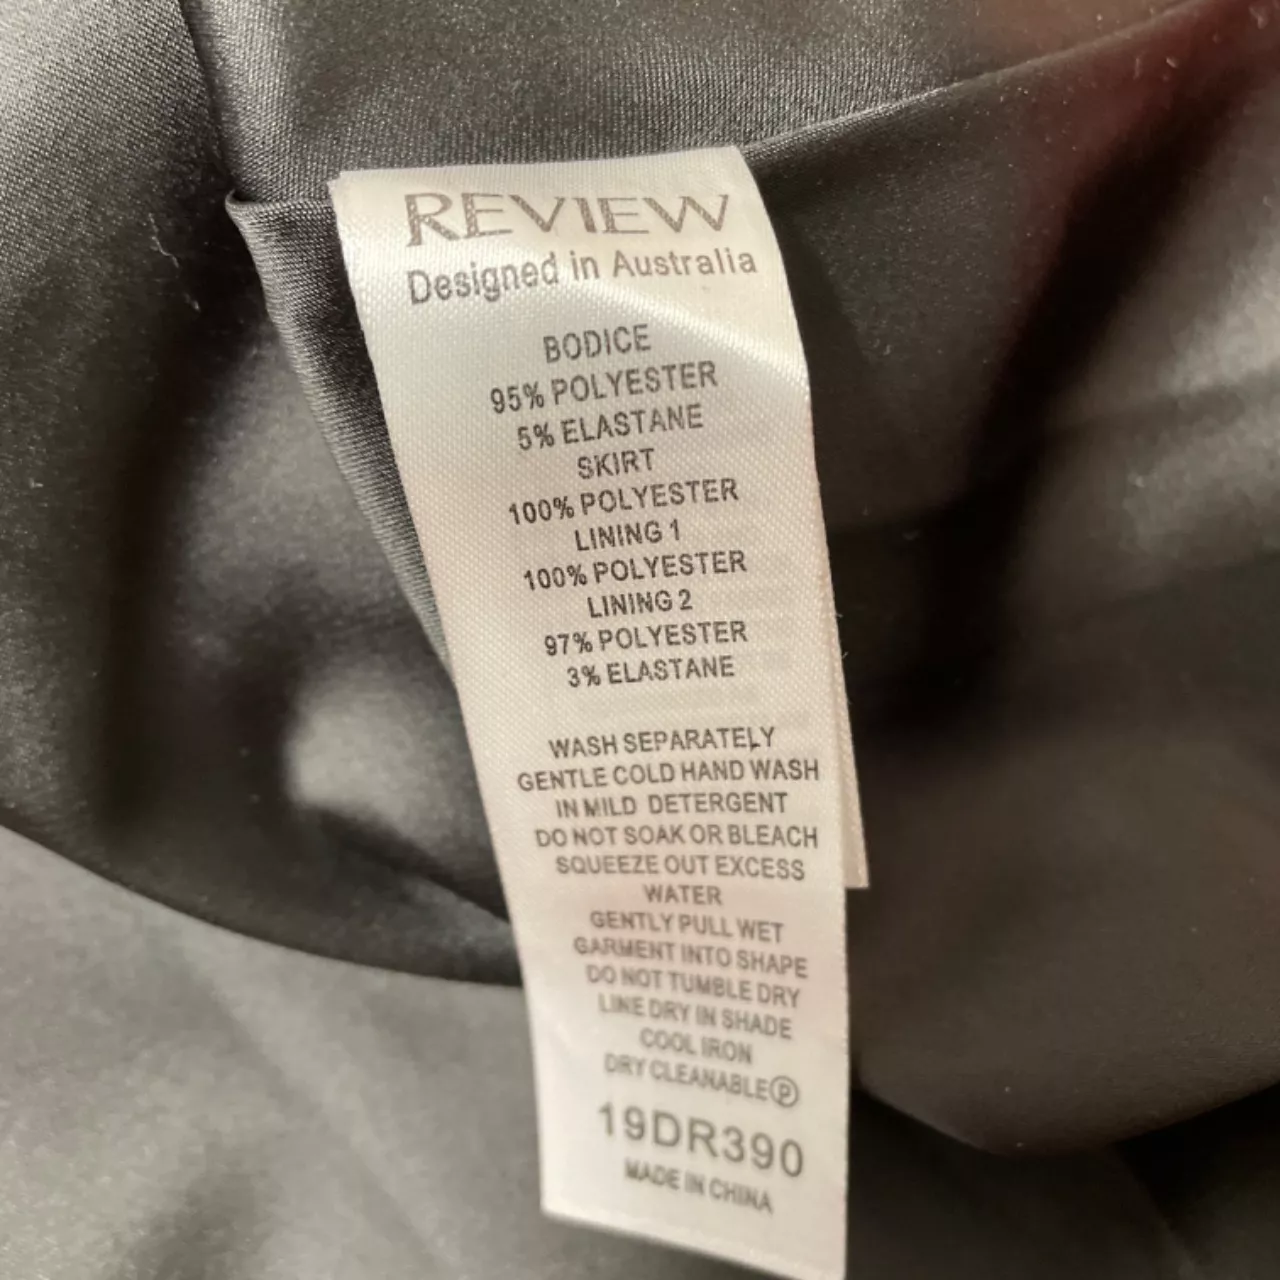 REVIEW
Designed in Australia
BODICE
95% POLYESTER
5% ELASTANE
SKIRT
100% POLYESTER
LINING 1
100% POLYESTER
LINING 2
97% POLYESTER
3% ELASTANE
WASH SEPARATELY
GENTLE COLD HAND WASH
IN MILD DETERGENT
DO NOT SOAK OR BLEACH
SQUEEZE OUT EXCESS
WATER
GENTLY PULL WET
GARMENT INTO SHAPE
DO NOT TUMBLE DRY
LINE DRY IN SHADE
COOL IRON
DRY CLEANABLE Ⓟ
19DR390
MADE IN CHINA